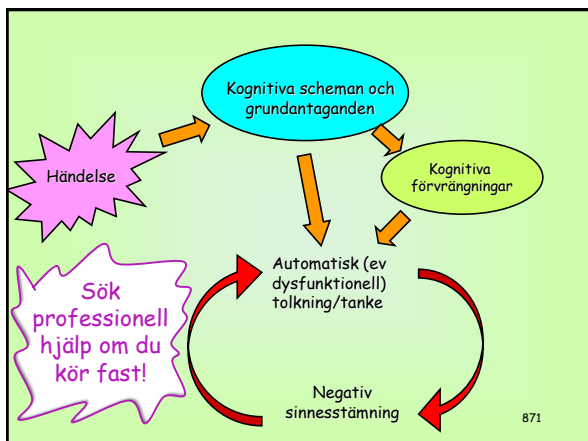 Kognitiva scheman och
grundantaganden
Händelse
Kognitiva
förvrängningar
Automatisk (ev
dysfunktionell)
tolkning/tanke
Sök
professionell
hjälp om du
kör fast!
Negativ
sinnesstämning
871